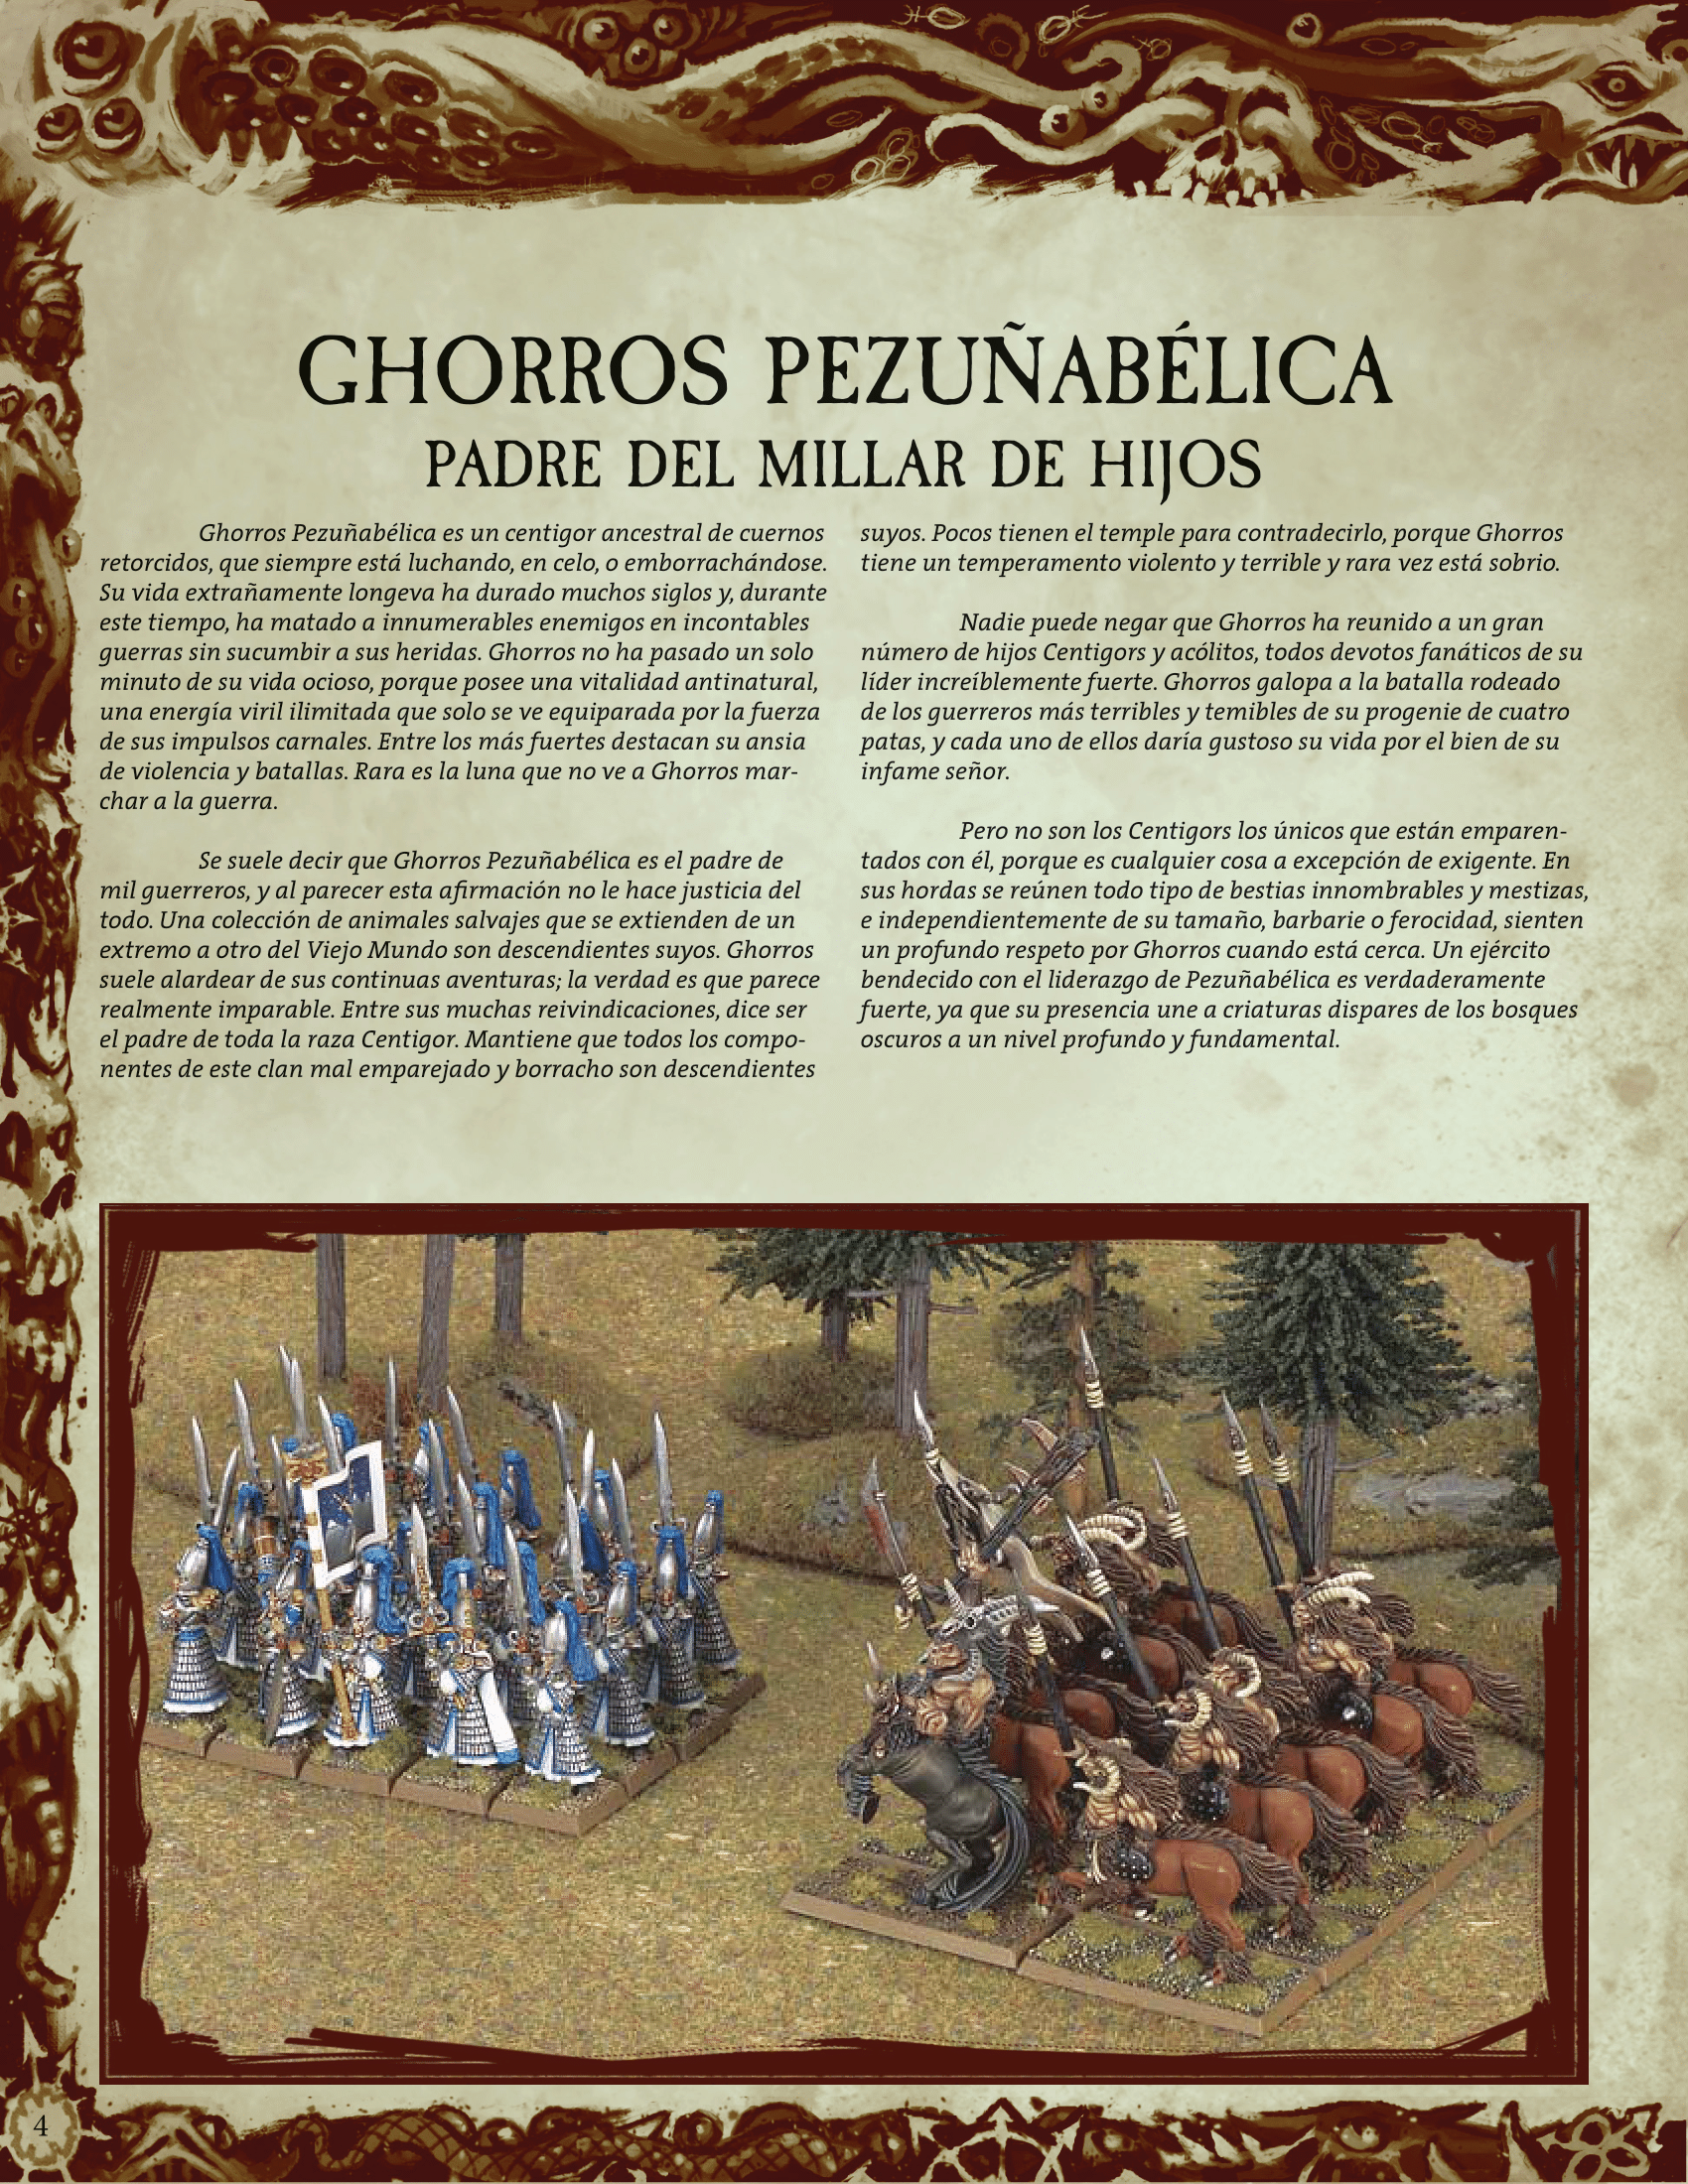 GHORROS PEZUÑABÉLICA
PADRE DEL MILLAR DE HIJOS
Ghorros Pezuñabélica es un centigor ancestral de cuernos
retorcidos, que siempre está luchando, en celo, o emborrachándose.
Su vida extrañamente longeva ha durado muchos siglos y, durante
este tiempo, ha matado a innumerables enemigos en incontables
guerras sin sucumbir a sus heridas. Ghorros no ha pasado un solo
minuto de su vida ocioso, porque posee una vitalidad antinatural,
una energía viril ilimitada que solo se ve equiparada por la fuerza
de sus impulsos carnales. Entre los más fuertes destacan su ansia
de violencia y batallas. Rara es la luna que no ve a Ghorros mar-
char a la guerra.
Se suele decir que Ghorros Pezuñabélica es el padre de
mil guerreros, y al parecer esta afirmación no le hace justicia del
todo. Una colección de animales salvajes que se extienden de un
extremo a otro del Viejo Mundo son descendientes suyos. Ghorros
suele alardear de sus continuas aventuras; la verdad es que parece
realmente imparable. Entre sus muchas reivindicaciones, dice ser
el padre de toda la raza Centigor. Mantiene que todos los compo-
nentes de este clan mal emparejado y borracho son descendientes
suyos. Pocos tienen el temple para contradecirlo, porque Ghorros
tiene un temperamento violento y terrible y rara vez está sobrio.
Nadie puede negar que Ghorros ha reunido a un gran
número de hijos Centigors y acólitos, todos devotos fanáticos de su
líder increíblemente fuerte. Ghorros galopa a la batalla rodeado
de los guerreros más terribles y temibles de su progenie de cuatro
patas, y cada uno de ellos daría gustoso su vida por el bien de su
infame señor.
Pero no son los Centigors los únicos que están emparen-
tados con él, porque es cualquier cosa a excepción de exigente. En
sus hordas se reúnen todo tipo de bestias innombrables y mestizas,
e independientemente de su tamaño, barbarie o ferocidad, sienten
un profundo respeto por Ghorros cuando está cerca. Un ejército
bendecido con el liderazgo de Pezuñabélica es verdaderamente
fuerte, ya que su presencia une a criaturas dispares de los bosques
oscuros a un nivel profundo y fundamental.
4